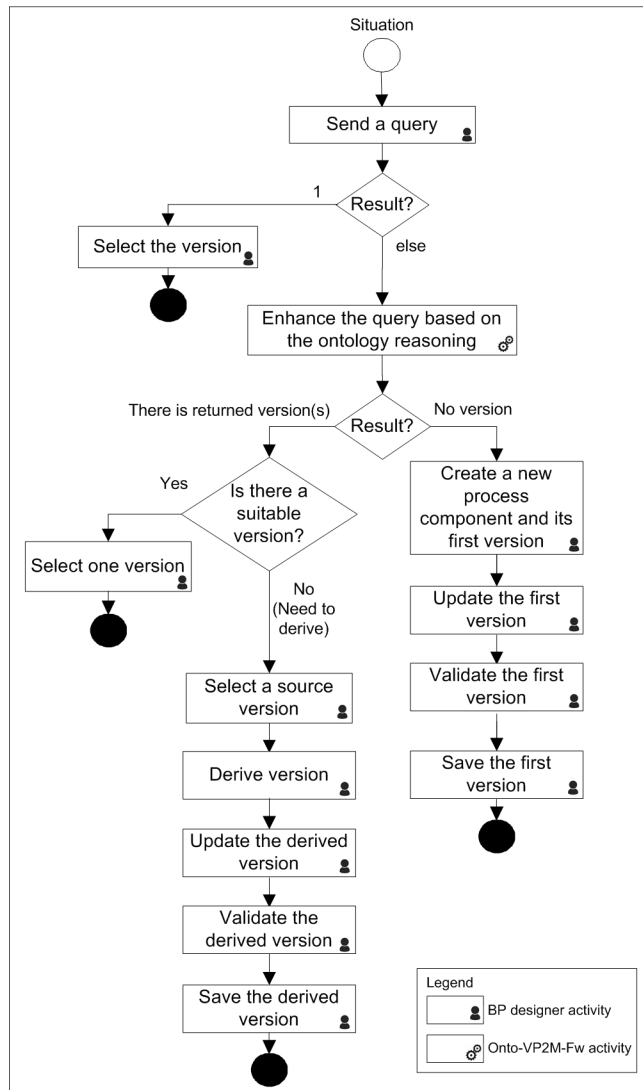 Situation
Send a query
1
Result?
Select the version
else
Enhance the query based on
the ontology reasoning
There is returned version(s)
Result?
No version
Yes
Is there a
suitable
version?
Create a new
process
component and its
first version
Select one version
No
(Need to
derive)
Update the first
version
Select a source
version
Validate the first
version
Derive version
Save the first
version
Update the derived
version
Validate the
derived version
Save the derived
version
Legend
BP designer activity
Onto-VP2M-Fw activity